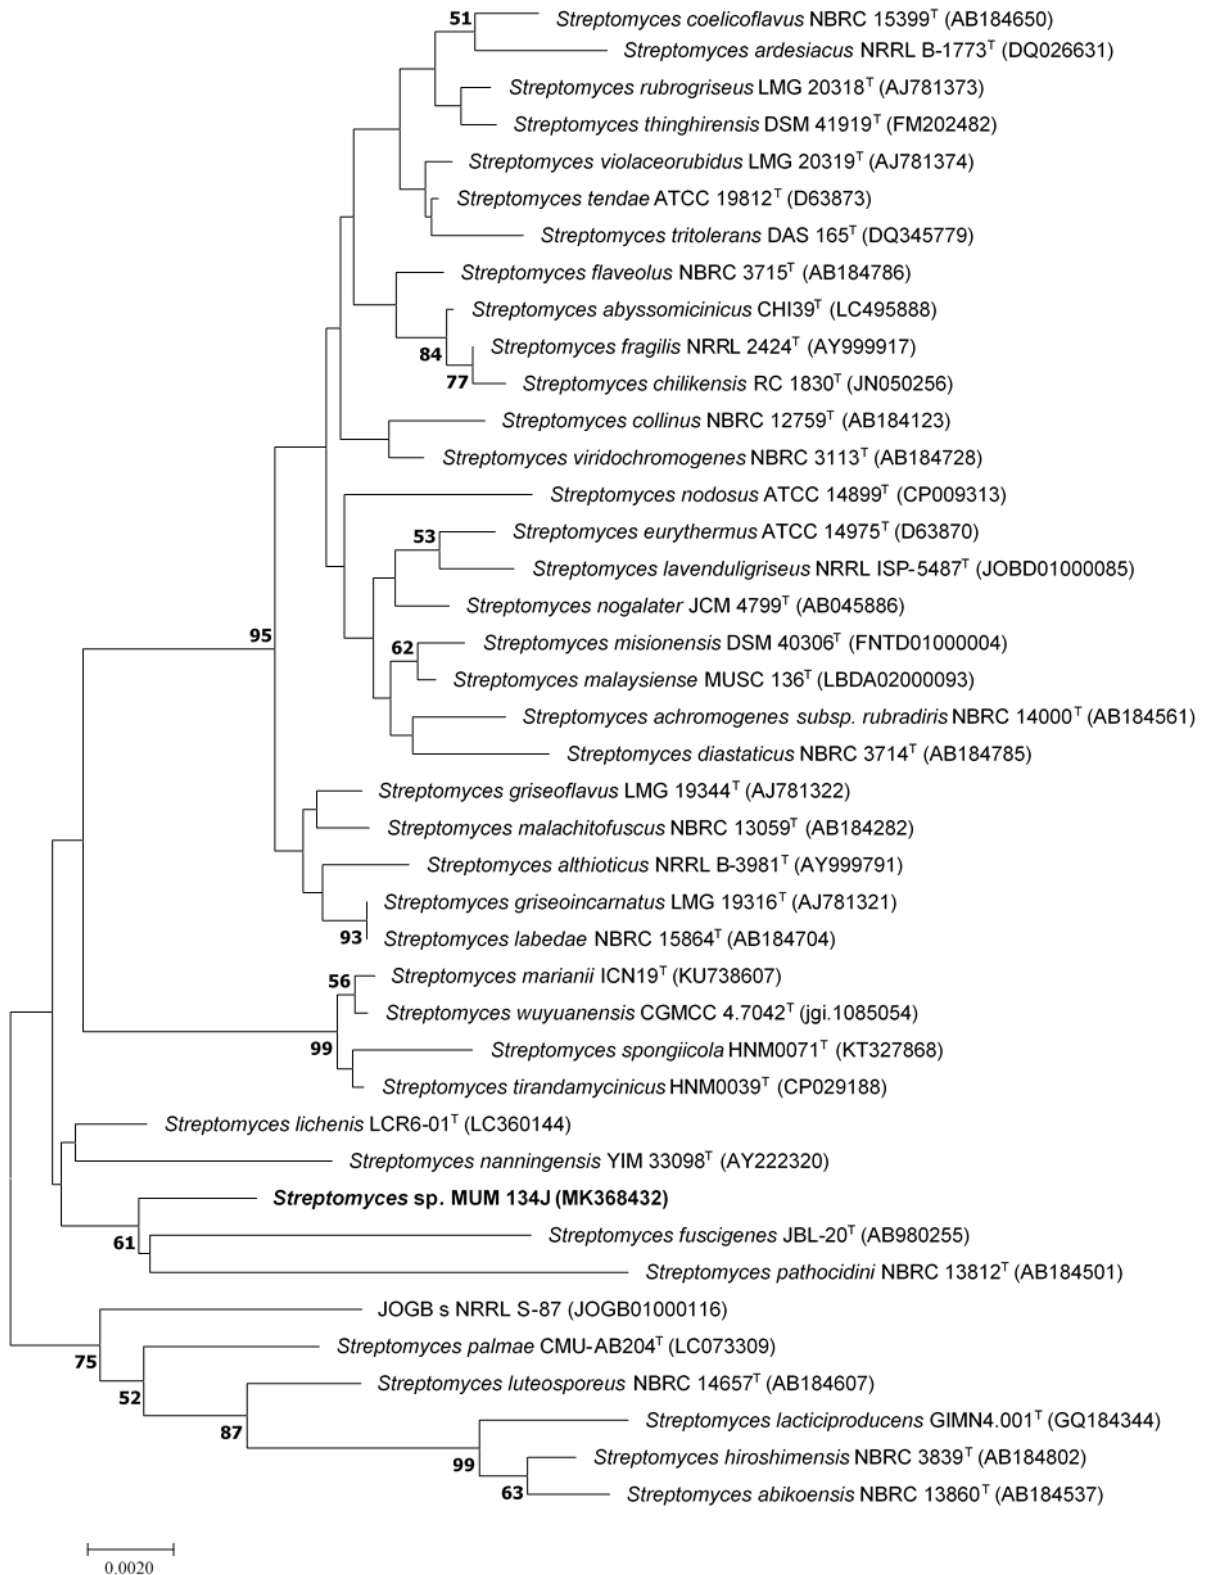 51
Streptomyces coelicoflavus NBRC 15399ᵀ (AB184650)
Streptomyces ardesiacus NRRL B-1773ᵀ (DQ026631)
Streptomyces rubrogriseus LMG 20318ᵀ (AJ781373)
Streptomyces thinghirensis DSM 41919ᵀ (FM202482)
Streptomyces violaceorubidus LMG 20319ᵀ (AJ781374)
Streptomyces tendae ATCC 19812ᵀ (D63873)
Streptomyces tritolerans DAS 165ᵀ (DQ345779)
Streptomyces flaveolus NBRC 3715ᵀ (AB184786)
Streptomyces abyssomicinicus CHI39ᵀ (LC495888)
84
Streptomyces fragilis NRRL 2424ᵀ (AY999917)
77
Streptomyces chilikensis RC 1830ᵀ (JN050256)
Streptomyces collinus NBRC 12759ᵀ (AB184123)
Streptomyces viridochromogenes NBRC 3113ᵀ (AB184728)
Streptomyces nodosus ATCC 14899ᵀ (CP009313)
53
Streptomyces eurythermus ATCC 14975ᵀ (D63870)
Streptomyces lavenduligriseus NRRL ISP-5487ᵀ (JOBD01000085)
Streptomyces nogalater JCM 4799ᵀ (AB045886)
95
62
Streptomyces misionensis DSM 40306ᵀ (FNTD01000004)
Streptomyces malaysiense MUSC 136ᵀ (LBDA02000093)
Streptomyces achromogenes subsp. rubradiris NBRC 14000ᵀ (AB184561)
Streptomyces diastaticus NBRC 3714ᵀ (AB184785)
Streptomyces griseoflavus LMG 19344ᵀ (AJ781322)
Streptomyces malachitofuscus NBRC 13059ᵀ (AB184282)
Streptomyces althioticus NRRL B-3981ᵀ (AY999791)
Streptomyces griseoincarnatus LMG 19316ᵀ (AJ781321)
93
Streptomyces labedae NBRC 15864ᵀ (AB184704)
56
Streptomyces marianii ICN19ᵀ (KU738607)
Streptomyces wuyuanensis CGMCC 4.7042ᵀ (jgi.1085054)
99
Streptomyces spongiicola HNM0071ᵀ (KT327868)
Streptomyces tirandamycinicus HNM0039ᵀ (CP029188)
Streptomyces lichenis LCR6-01ᵀ (LC360144)
Streptomyces nanningensis YIM 33098ᵀ (AY222320)
Streptomyces sp. MUM 134J (MK368432)
61
Streptomyces fuscigenes JBL-20ᵀ (AB980255)
Streptomyces pathocidini NBRC 13812ᵀ (AB184501)
JOGB s NRRL S-87 (JOGB01000116)
75
Streptomyces palmae CMU-AB204ᵀ (LC073309)
52
Streptomyces luteosporeus NBRC 14657ᵀ (AB184607)
87
Streptomyces lacticiproducens GIMN4.001ᵀ (GQ184344)
99
Streptomyces hiroshimensis NBRC 3839ᵀ (AB184802)
63
Streptomyces abikoensis NBRC 13860ᵀ (AB184537)
0.0020